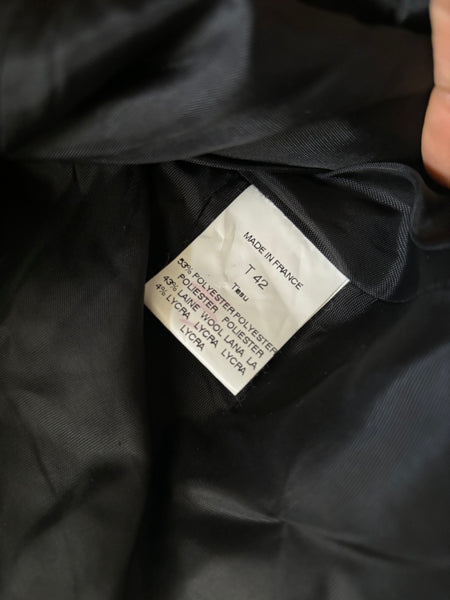 MADE IN FRANCE
T 42
Tissu
53% POLYESTER POLYESTER
POLIESTER POLIESTER
43% LAINE WOOL LANA LA
4% LYCRA LYCRA LYCRA
LYCRA